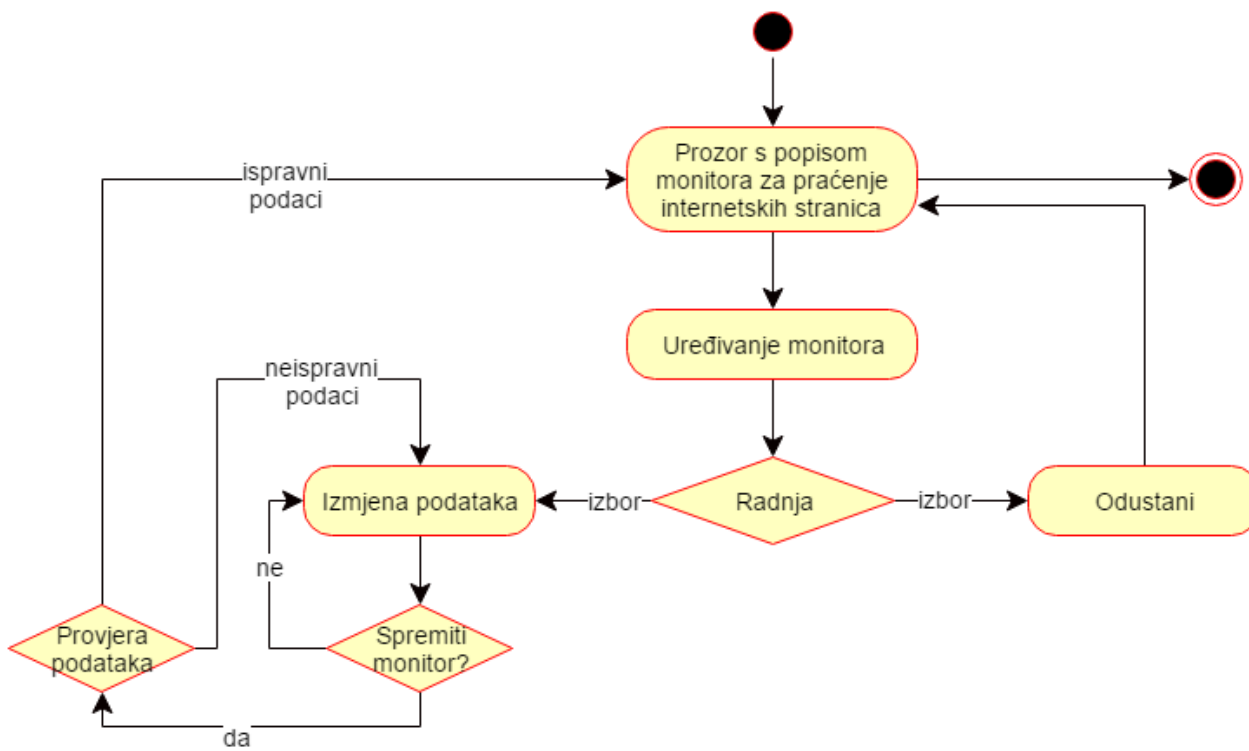 Prozor s popisom
monitora za praćenje
internetskih stranica
ispravni
podaci
Uređivanje monitora
neispravni
podaci
Izmjena podataka
izbor
Radnja
izbor
Odustani
ne
Provjera
podataka
Spremiti
monitor?
da